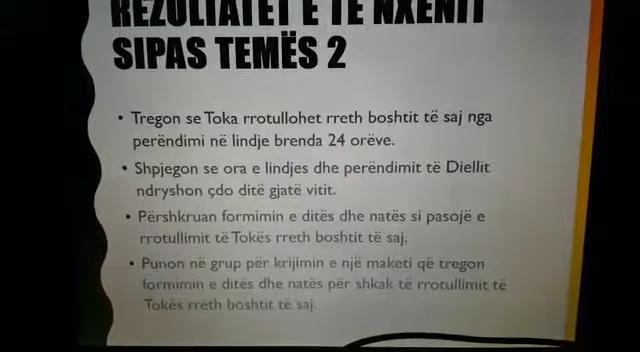 REZULTATET E TË NXËNIT
SIPAS TEMËS 2
• Tregon se Toka rrotullohet rreth boshtit të saj nga
perëndimi në lindje brenda 24 orëve.
• Shpjegon se ora e lindjes dhe perëndimit të Diellit
ndryshon çdo ditë gjatë vitit.
• Përshkruan formimin e ditës dhe natës si pasojë e
rrotullimit të Tokës rreth boshtit të saj.
• Punon në grup për krijimin e një maketi që tregon
formimin e ditës dhe natës për shkak të rrotullimit të
Tokës rreth boshtit të saj.